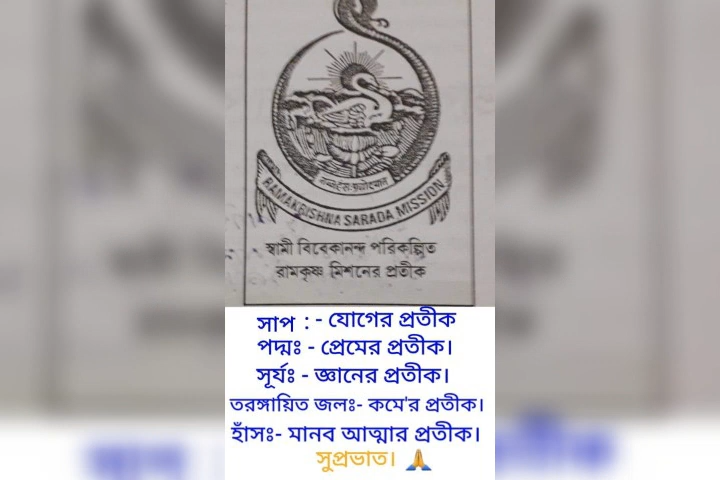 RAMAKRISHNA SARADA MISSION
স্বামী বিবেকানন্দ পরিকল্পিত
রামকৃষ্ণ মিশনের প্রতীক
সাপ : - যোগের প্রতীক
পদ্মঃ - প্রেমের প্রতীক।
সূর্যঃ - জ্ঞানের প্রতীক।
তরঙ্গায়িত জলঃ- কমে'র প্রতীক।
হাঁসঃ- মানব আত্মার প্রতীক।
সুপ্রভাত। 🙏